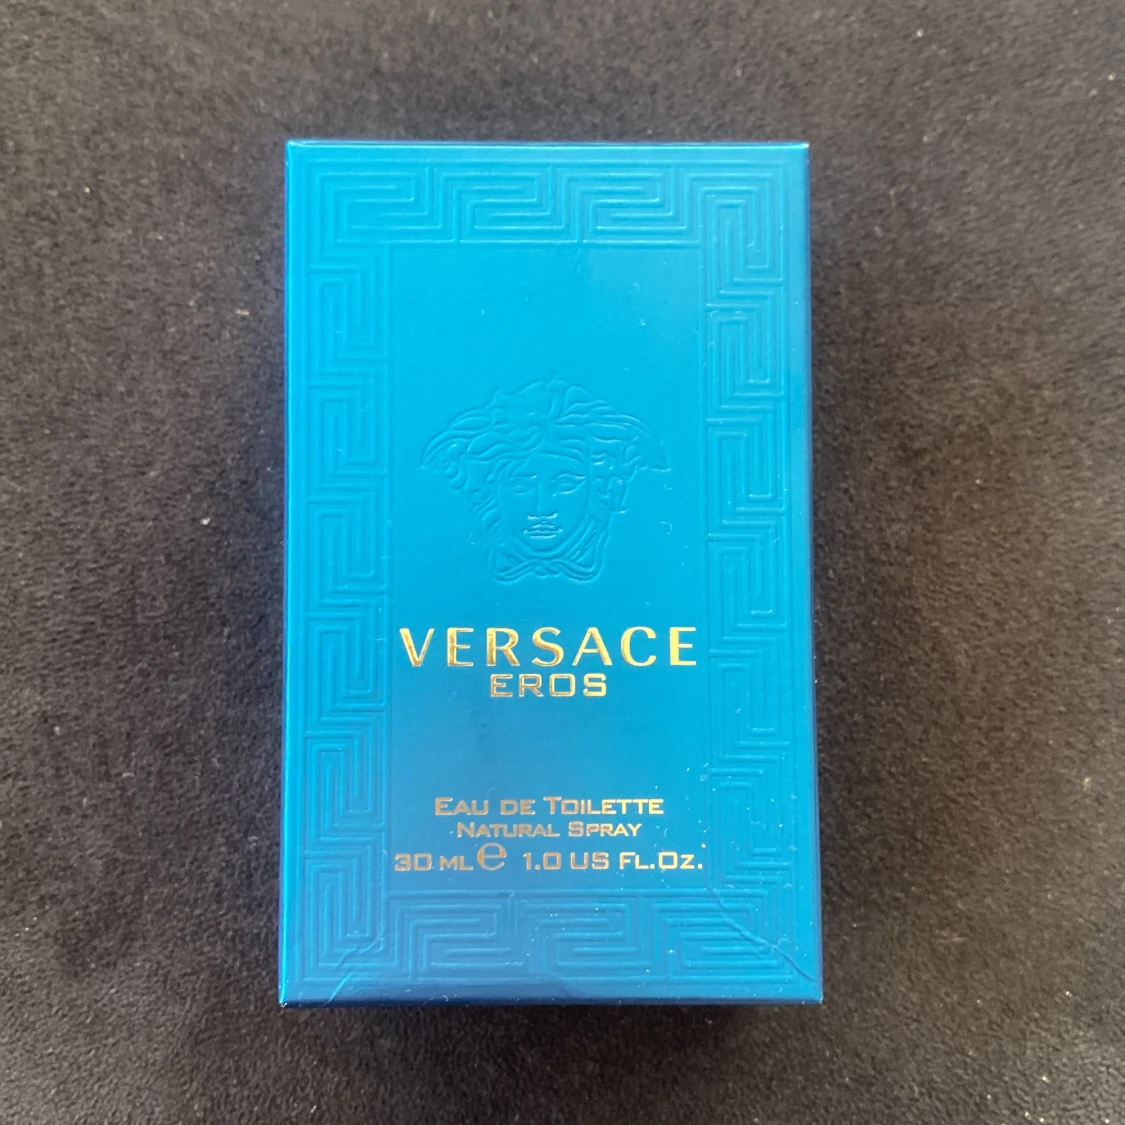 VERSACE
EROS
EAU DE TOILETTE
NATURAL SPRAY
30 ML ℮ 1.0 US FL.OZ.